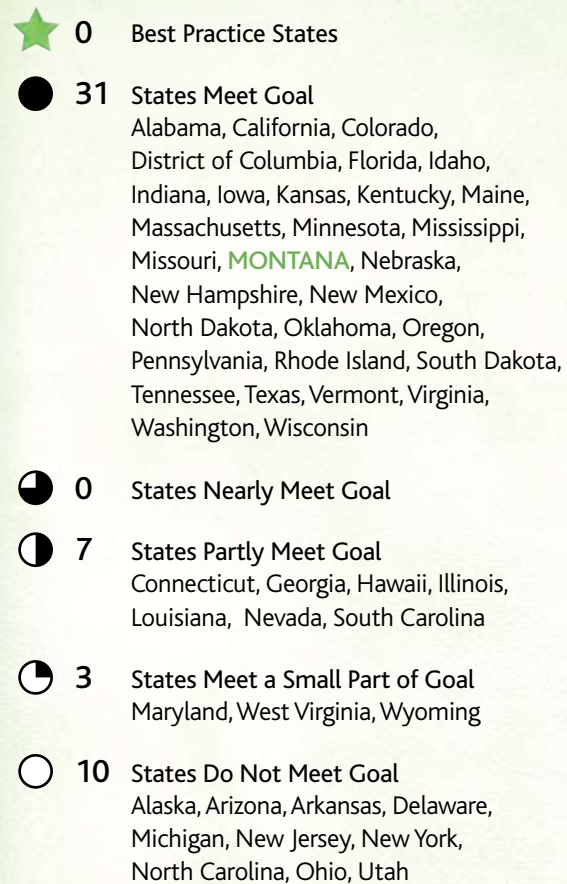 0 Best Practice States
31 States Meet Goal
Alabama, California, Colorado,
District of Columbia, Florida, Idaho,
Indiana, Iowa, Kansas, Kentucky, Maine,
Massachusetts, Minnesota, Mississippi,
Missouri, MONTANA, Nebraska,
New Hampshire, New Mexico,
North Dakota, Oklahoma, Oregon,
Pennsylvania, Rhode Island, South Dakota,
Tennessee, Texas, Vermont, Virginia,
Washington, Wisconsin
0 States Nearly Meet Goal
7 States Partly Meet Goal
Connecticut, Georgia, Hawaii, Illinois,
Louisiana, Nevada, South Carolina
3 States Meet a Small Part of Goal
Maryland, West Virginia, Wyoming
10 States Do Not Meet Goal
Alaska, Arizona, Arkansas, Delaware,
Michigan, New Jersey, New York,
North Carolina, Ohio, Utah